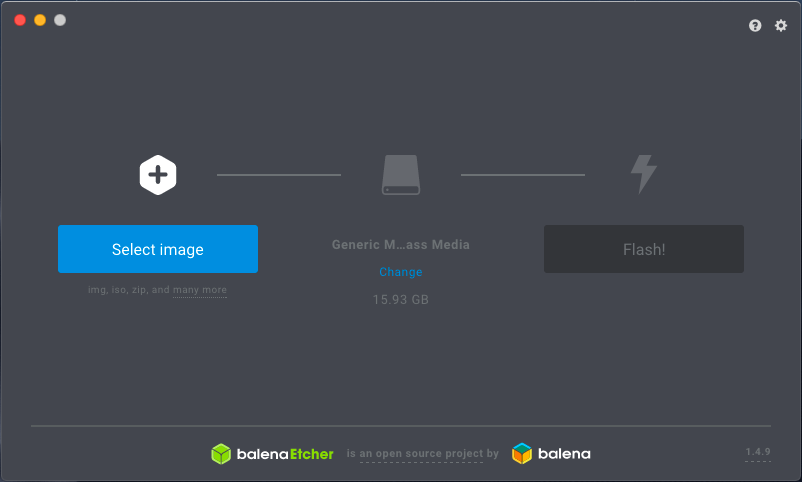 Select image
img, iso, zip, and many more
Generic M...ass Media
Change
15.93 GB
Flash!
balenaEtcher is an open source project by balena
1.4.9